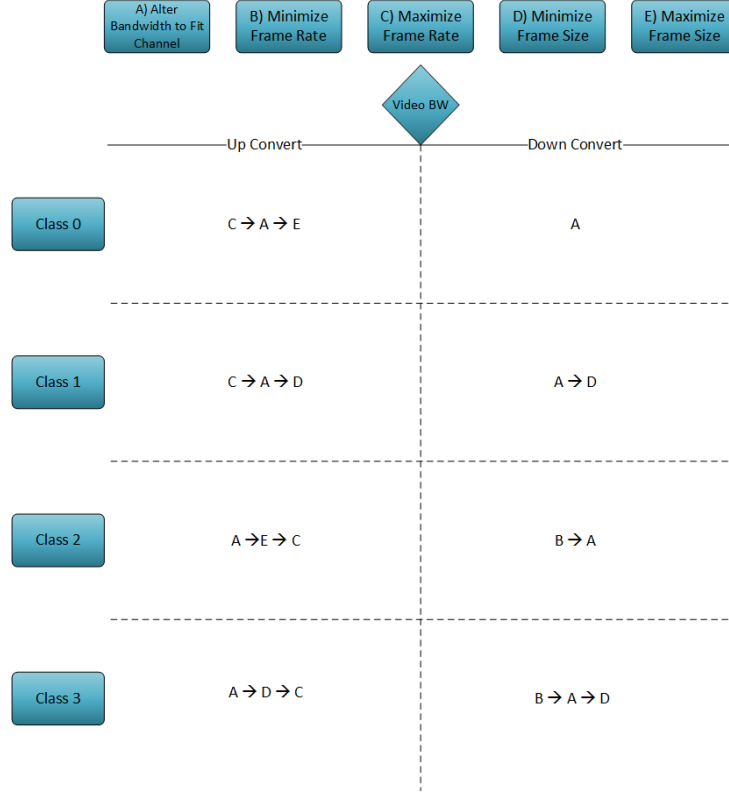 A) Alter
Bandwidth to Fit
Channel
B) Minimize
Frame Rate
C) Maximize
Frame Rate
D) Minimize
Frame Size
E) Maximize
Frame Size
Video BW
Up Convert
Down Convert
Class 0
C → A → E
A
Class 1
C → A → D
A → D
Class 2
A →E → C
B → A
Class 3
A → D → C
B → A → D